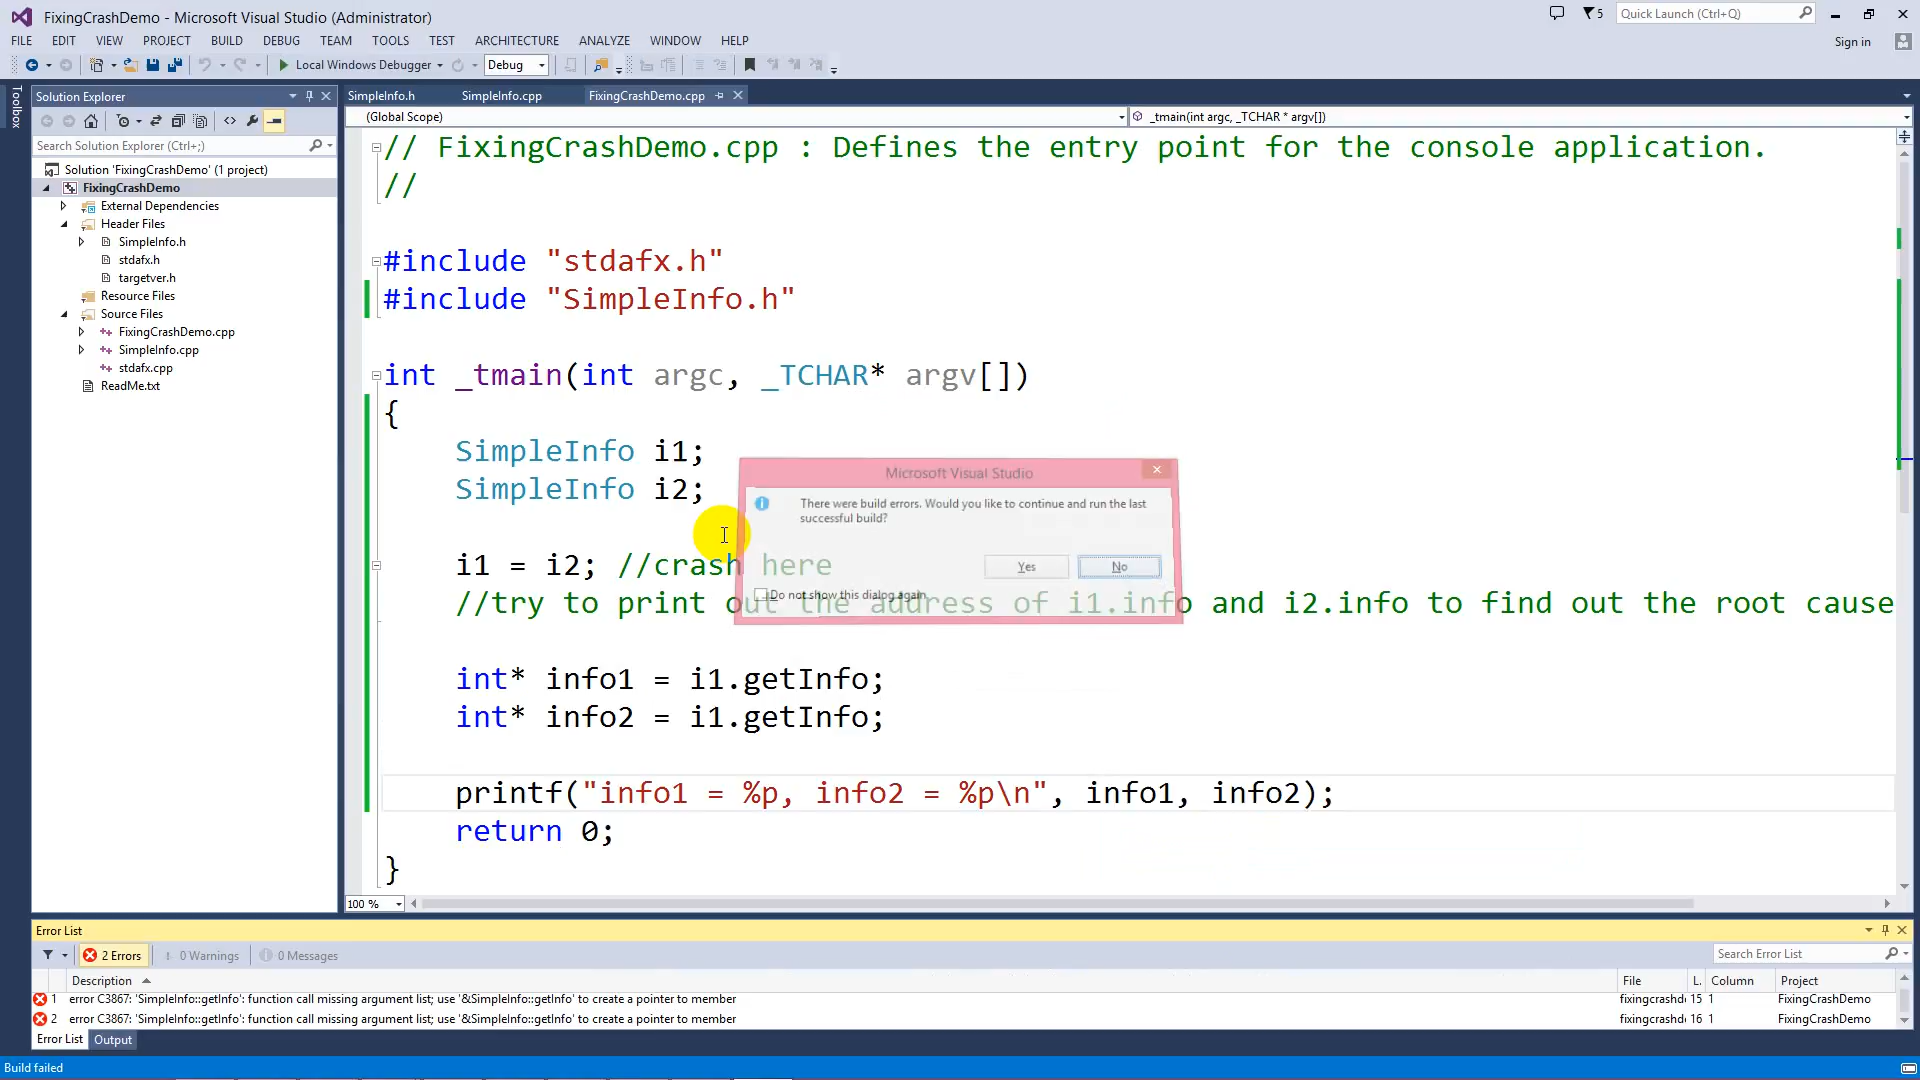 FixingCrashDemo - Microsoft Visual Studio (Administrator)
5
Quick Launch (Ctrl+Q)
FILE EDIT VIEW PROJECT BUILD DEBUG TEAM TOOLS TEST ARCHITECTURE ANALYZE WINDOW HELP
Sign in
Local Windows Debugger Debug
Toolbox
Solution Explorer
Search Solution Explorer (Ctrl+;)
Solution 'FixingCrashDemo' (1 project)
FixingCrashDemo
External Dependencies
Header Files
SimpleInfo.h
stdafx.h
targetver.h
Resource Files
Source Files
FixingCrashDemo.cpp
SimpleInfo.cpp
stdafx.cpp
ReadMe.txt
SimpleInfo.h SimpleInfo.cpp FixingCrashDemo.cpp
(Global Scope) _tmain(int argc, _TCHAR * argv[])
// FixingCrashDemo.cpp : Defines the entry point for the console application.
//
#include "stdafx.h"
#include "SimpleInfo.h"
int _tmain(int argc, _TCHAR* argv[])
{
SimpleInfo i1;
SimpleInfo i2;
i1 = i2; //crash here
//try to print out the address of i1.info and i2.info to find out the root cause
int* info1 = i1.getInfo;
int* info2 = i1.getInfo;
printf("info1 = %p, info2 = %p\n", info1, info2);
return 0;
}
Microsoft Visual Studio
There were build errors. Would you like to continue and run the last
successful build?
Yes No
Do not show this dialog again
100 %
Error List
2 Errors 0 Warnings 0 Messages
Search Error List
Description File L. Column Project
1 error C3867: 'SimpleInfo::getInfo': function call missing argument list; use '&SimpleInfo::getInfo' to create a pointer to member fixingcrashd 15 1 FixingCrashDemo
2 error C3867: 'SimpleInfo::getInfo': function call missing argument list; use '&SimpleInfo::getInfo' to create a pointer to member fixingcrashd 16 1 FixingCrashDemo
Error List Output
Build failed